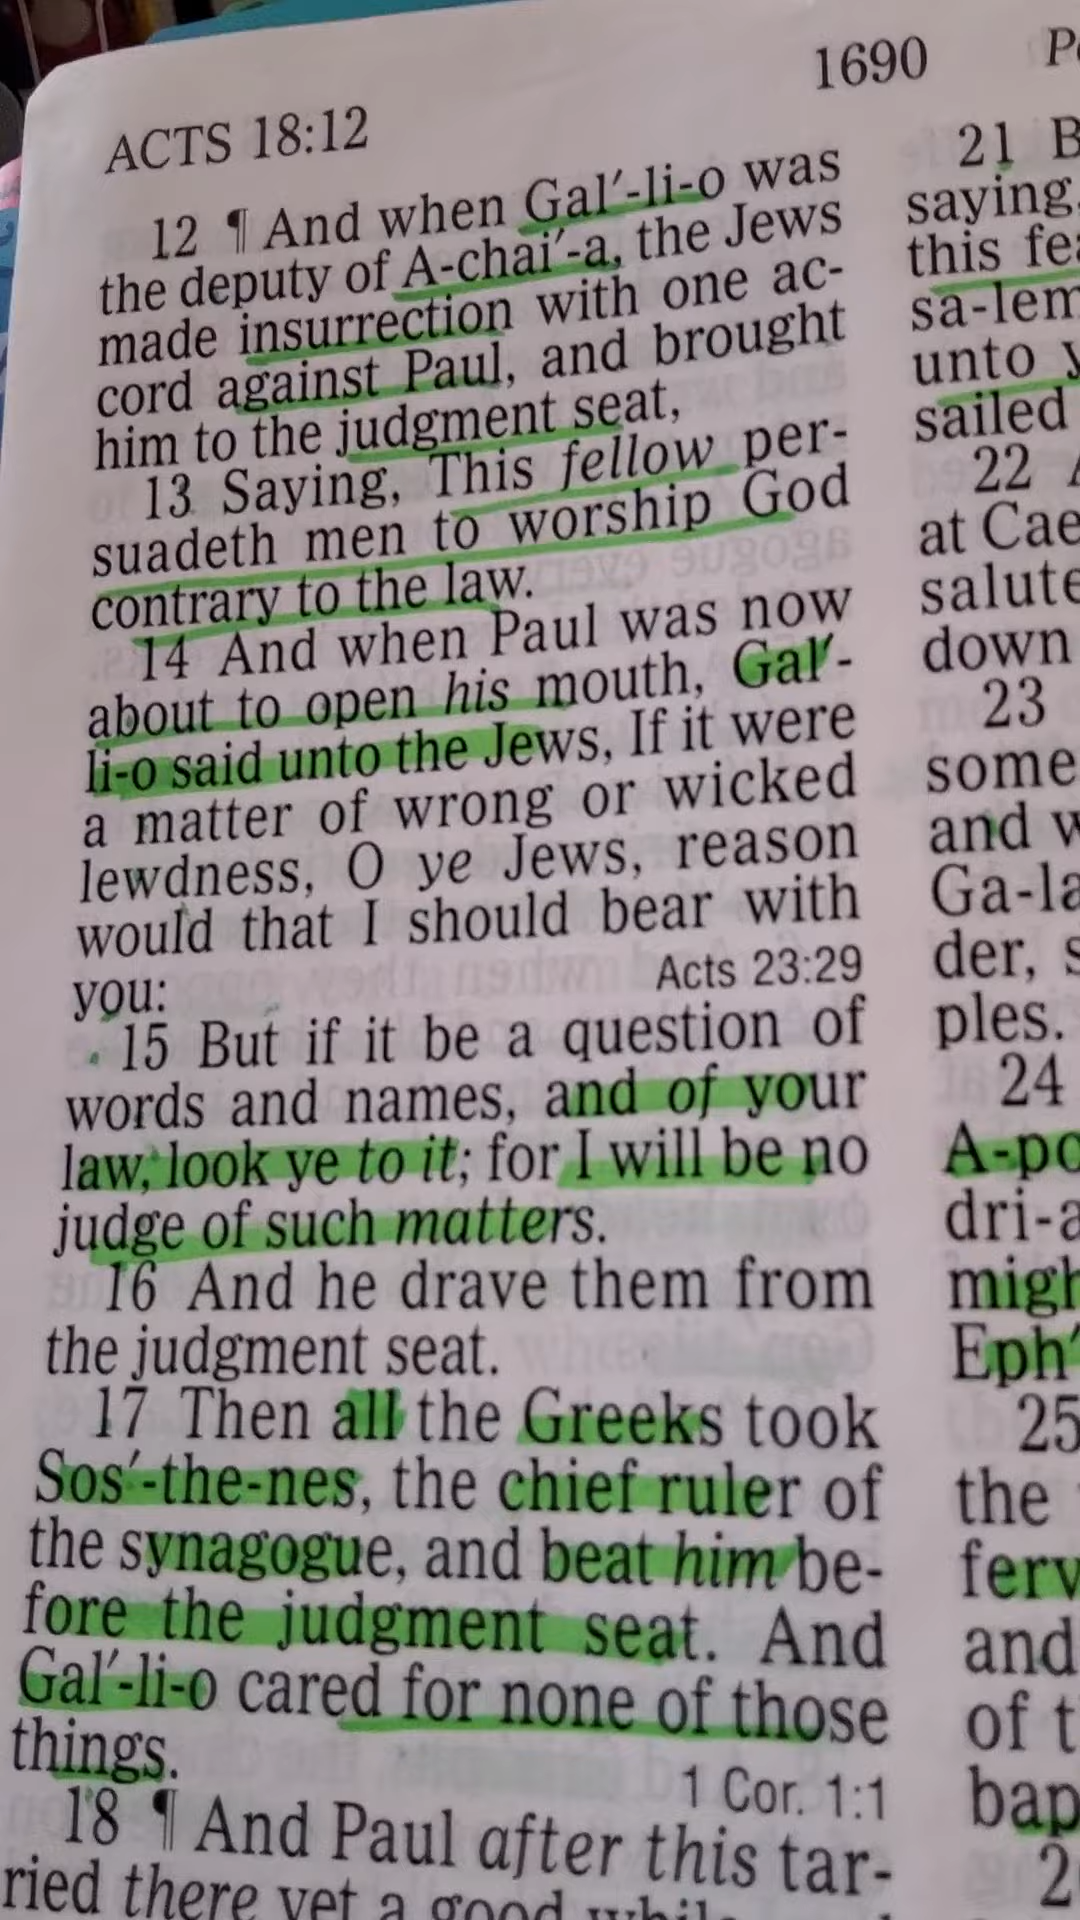 ACTS 18:12
1690
12 ¶ And when Gal′-li-o was
the deputy of A-chai′-a, the Jews
made insurrection with one ac-
cord against Paul, and brought
him to the judgment seat,
13 Saying, This fellow per-
suadeth men to worship God
contrary to the law.
14 And when Paul was now
about to open his mouth, Gal′-
li-o said unto the Jews, If it were
a matter of wrong or wicked
lewdness, O ye Jews, reason
would that I should bear with
you:
Acts 23:29
15 But if it be a question of
words and names, and of your
law, look ye to it; for I will be no
judge of such matters.
16 And he drave them from
the judgment seat.
17 Then all the Greeks took
Sos′-the-nes, the chief ruler of
the synagogue, and beat him be-
fore the judgment seat. And
Gal′-li-o cared for none of those
things.
1 Cor. 1:1
18 ¶ And Paul after this tar-
ried there yet a good
21
saying,
this
sa-lem
unto
sailed
22
at
down
23
some
and
der,
ples.
24
25
the
and
of